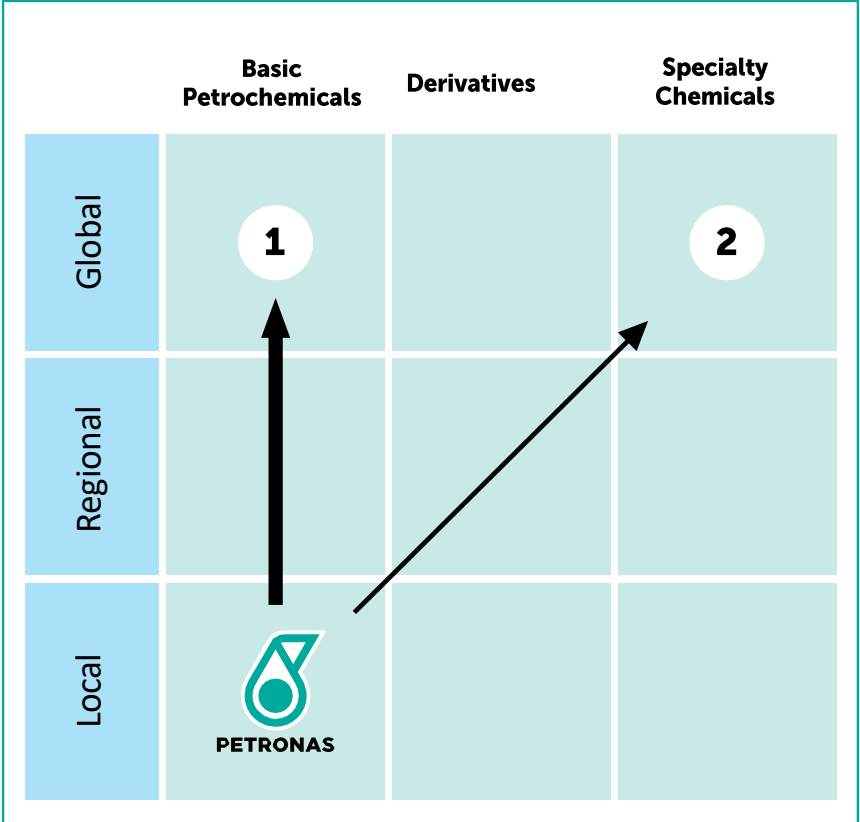 Basic
Petrochemicals
Derivatives
Specialty
Chemicals
Global
1
2
Regional
Local
PETRONAS